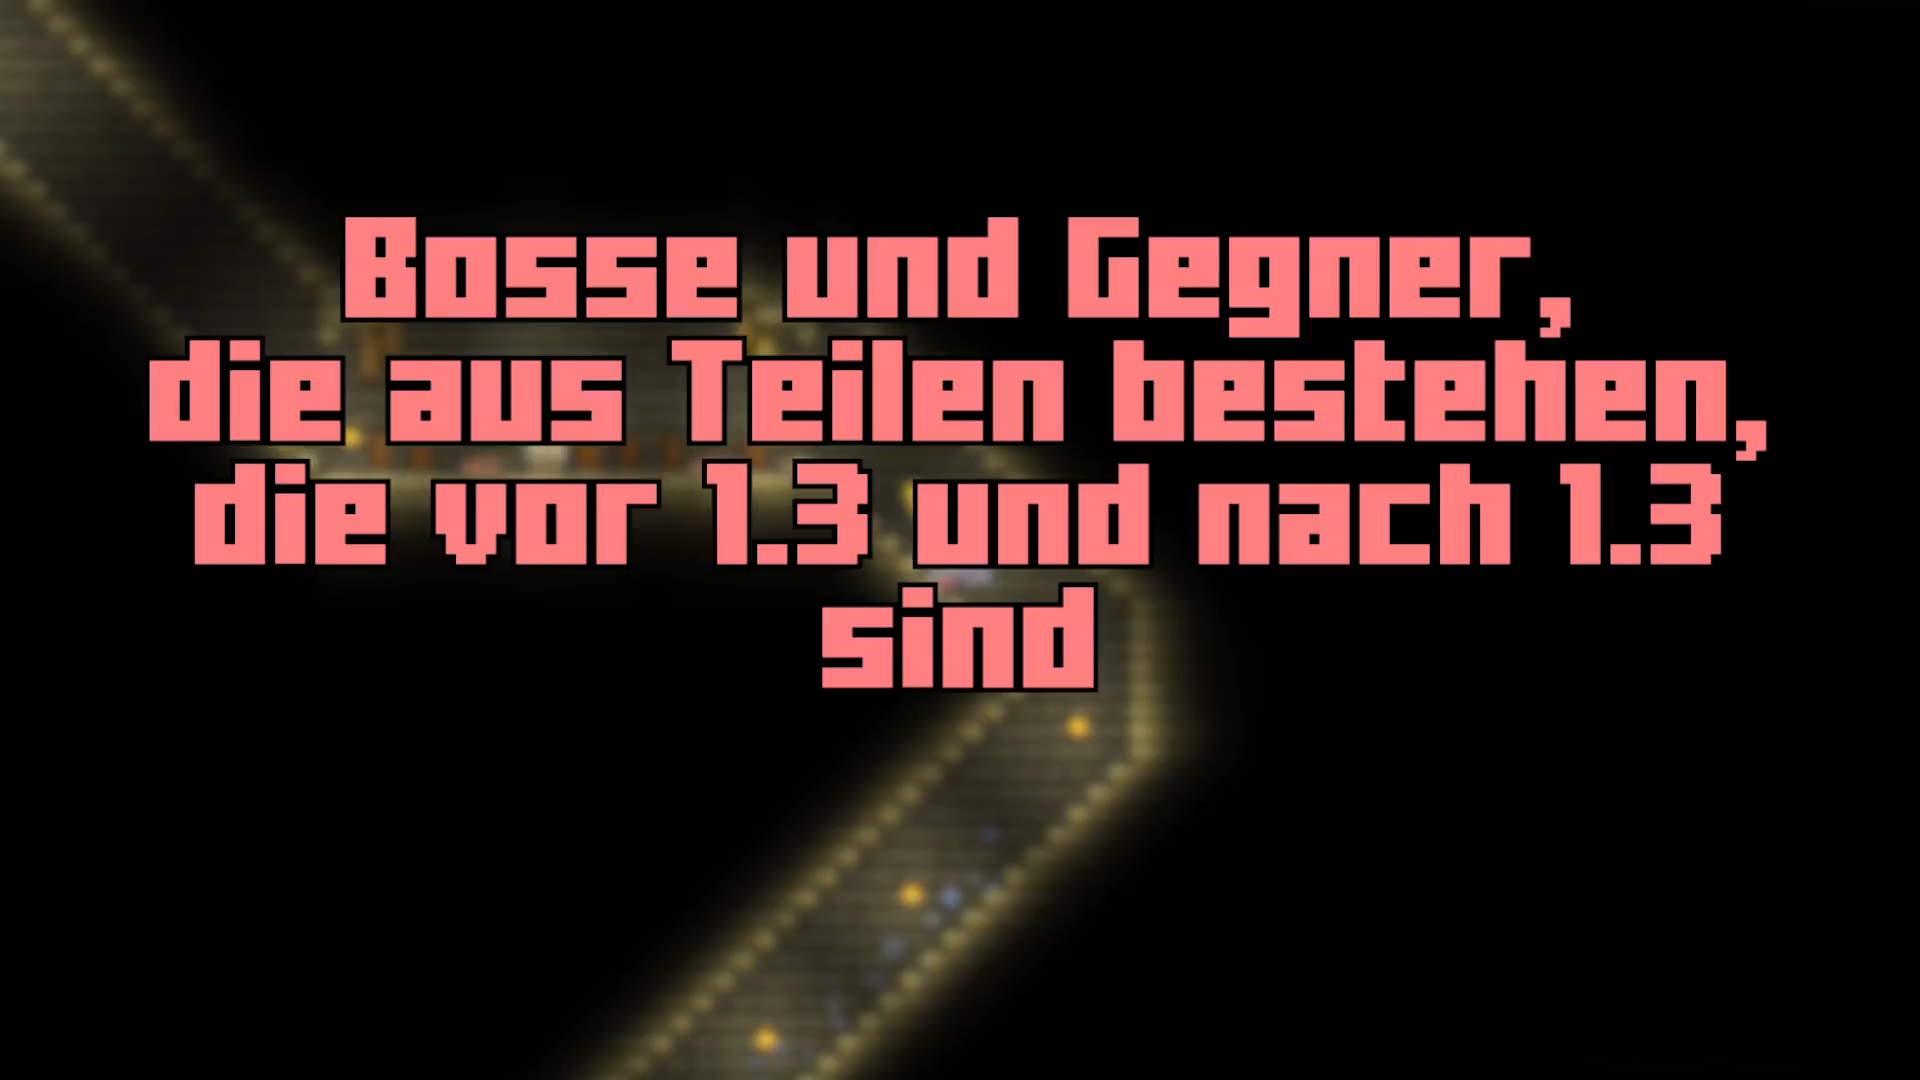 Bosse und Gegner,
die aus Teilen bestehen,
die vor 1.3 und nach 1.3
sind